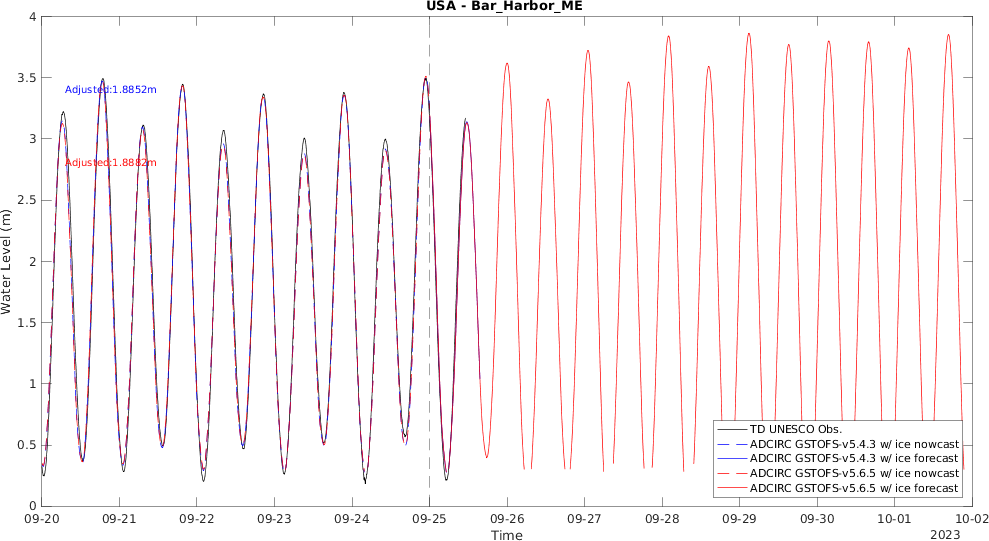 USA - Bar_Harbor_ME
4
3.5
3
2.5
2
1.5
1
0.5
0
Water Level (m)
Adjusted:1.8852m
Adjusted:1.8882m
TD UNESCO Obs.
ADCIRC GSTOFS-v5.4.3 w/ ice nowcast
ADCIRC GSTOFS-v5.4.3 w/ ice forecast
ADCIRC GSTOFS-v5.6.5 w/ ice nowcast
ADCIRC GSTOFS-v5.6.5 w/ ice forecast
09-20 09-21 09-22 09-23 09-24 09-25 09-26 09-27 09-28 09-29 09-30 10-01 10-02
Time
2023